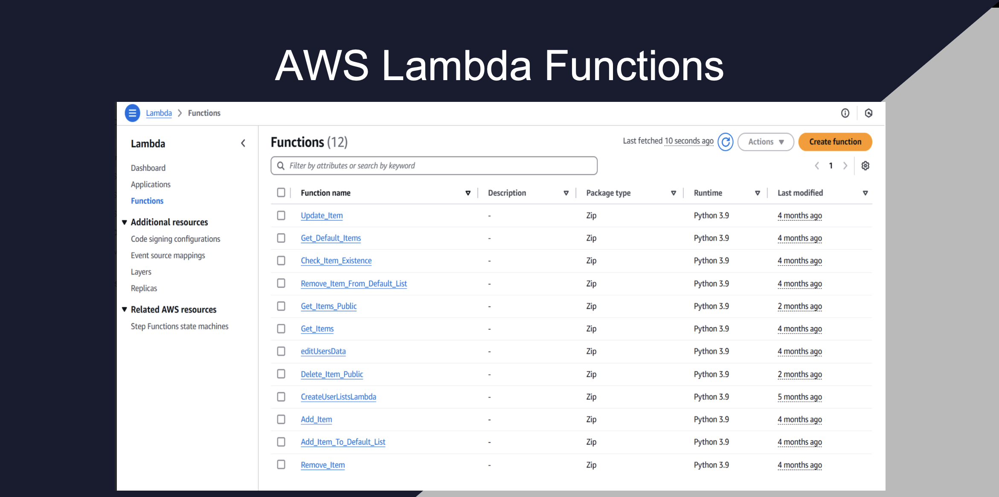 AWS Lambda Functions
Lambda > Functions
Lambda
Dashboard
Applications
Functions
Additional resources
Code signing configurations
Event source mappings
Layers
Replicas
Related AWS resources
Step Functions state machines
Functions (12)
Last fetched 10 seconds ago
Actions
Create function
Filter by attributes or search by keyword
1
Function name Description Package type Runtime Last modified
Update_Item - Zip Python 3.9 4 months ago
Get_Default_Items - Zip Python 3.9 4 months ago
Check_Item_Existence - Zip Python 3.9 4 months ago
Remove_Item_From_Default_List - Zip Python 3.9 4 months ago
Get_Items_Public - Zip Python 3.9 2 months ago
Get_Items - Zip Python 3.9 4 months ago
editUsersData - Zip Python 3.9 4 months ago
Delete_Item_Public - Zip Python 3.9 2 months ago
CreateUserListsLambda - Zip Python 3.9 5 months ago
Add_Item - Zip Python 3.9 4 months ago
Add_Item_To_Default_List - Zip Python 3.9 4 months ago
Remove_Item - Zip Python 3.9 4 months ago